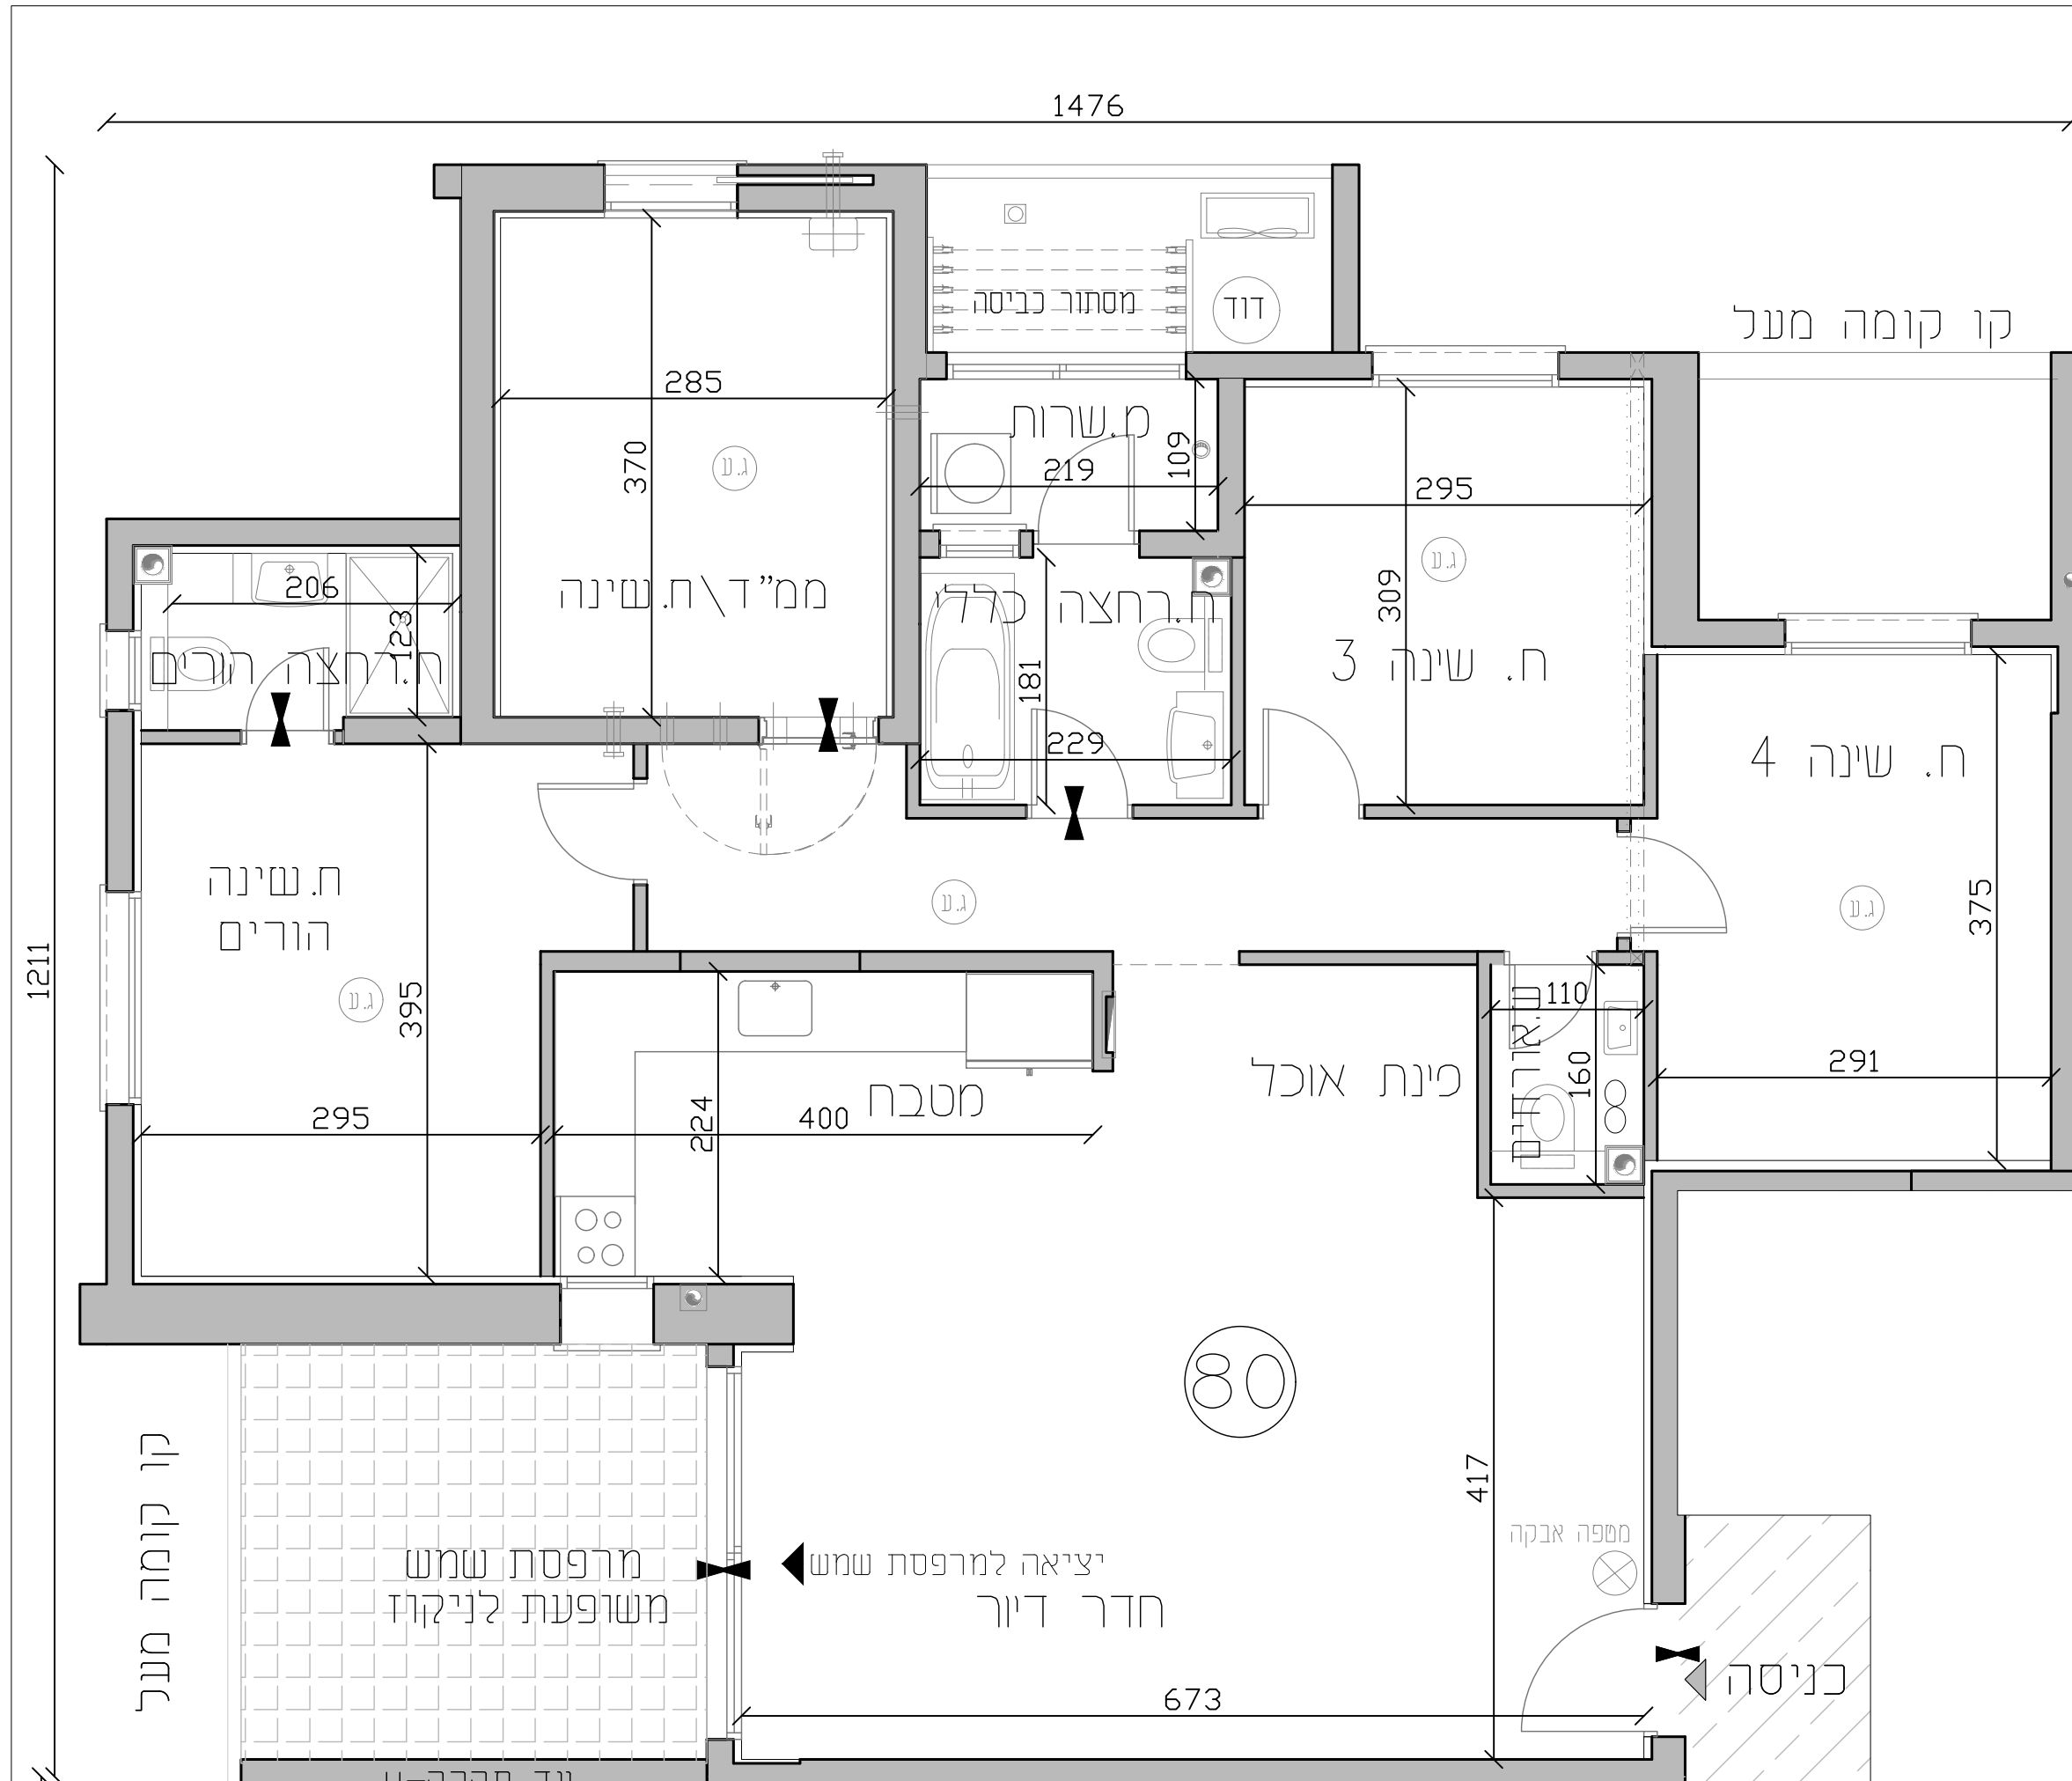 1476
1211
דוד
מסתור כביסה
קו קומה מעל
285
370
ג.ע
ממ"ד\ח.שינה
מ.שרות
219
109
295
309
ג.ע
ח. שינה 3
206
123
ח.רחצה הורים
ח.רחצה כללי
181
229
ח. שינה 4
375
ג.ע
291
ח.שינה
הורים
ג.ע
395
295
ג.ע
224
400
מטבח
פינת אוכל
110
160
ש.אורחים
80
417
מטפה אבקה
קו קומה מעל
מרפסת שמש
משופעת לניקוז
יציאה למרפסת שמש
חדר דיור
673
כניסה